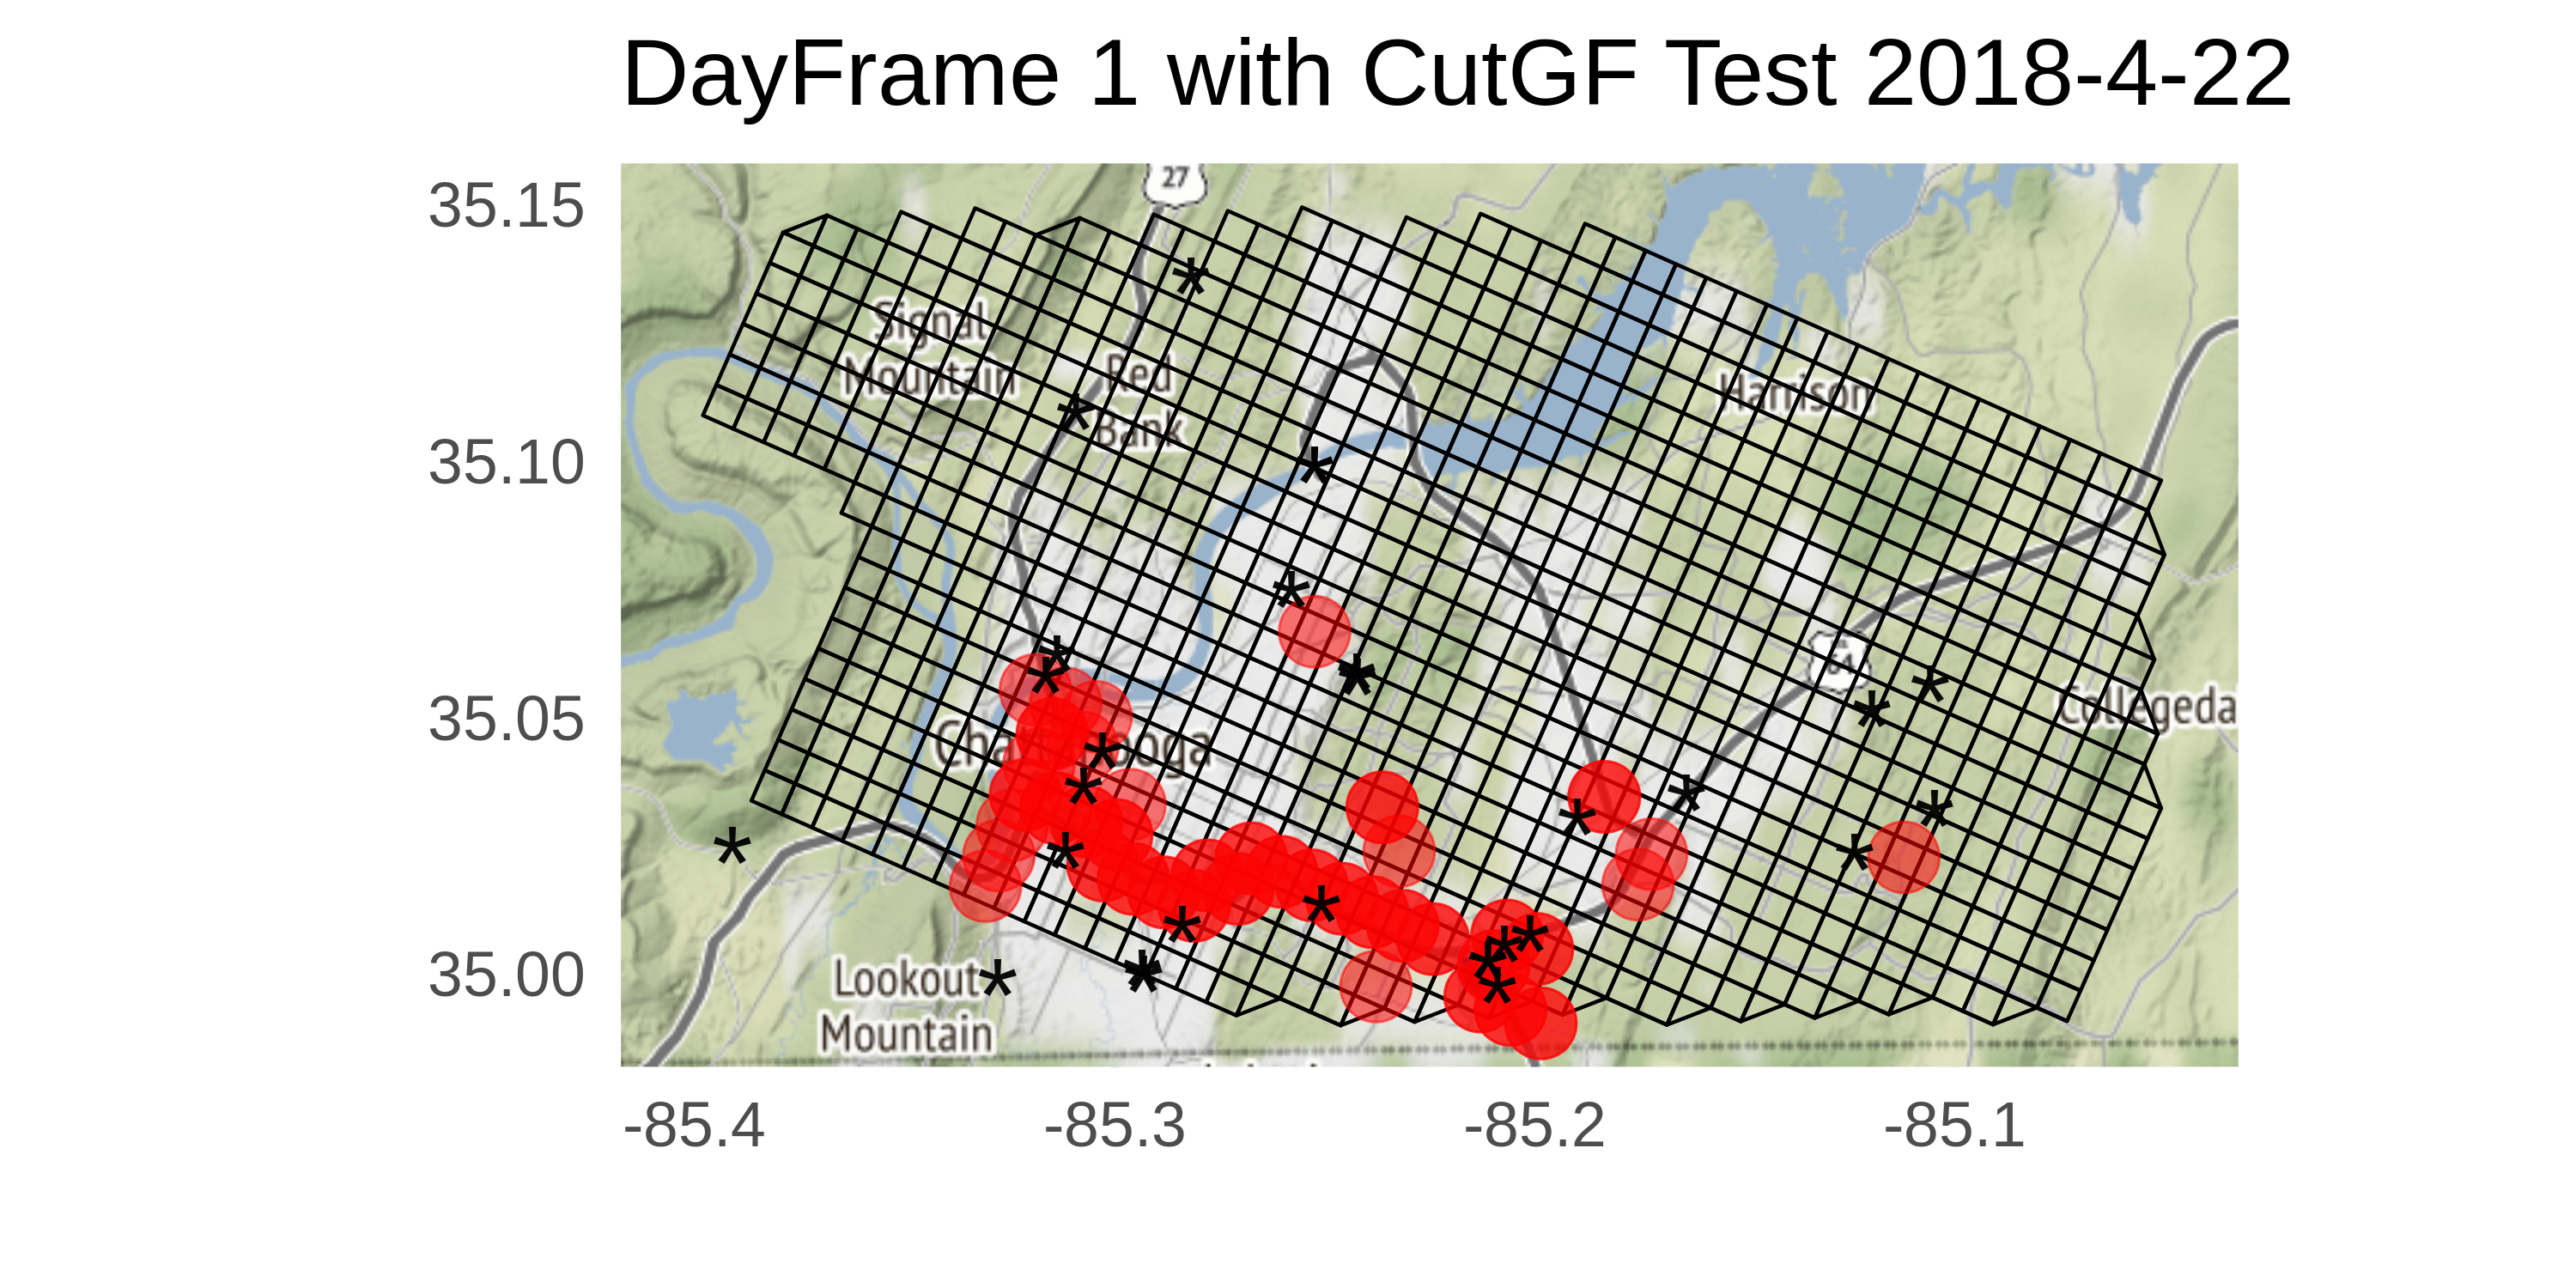 DayFrame 1 with CutGF Test 2018-4-22
35.15
27
Signal
Mountain
Red
Bank
Harrison
35.10
64
35.05
Collegeda
35.00
Lookout
Mountain
-85.4
-85.3
-85.2
-85.1